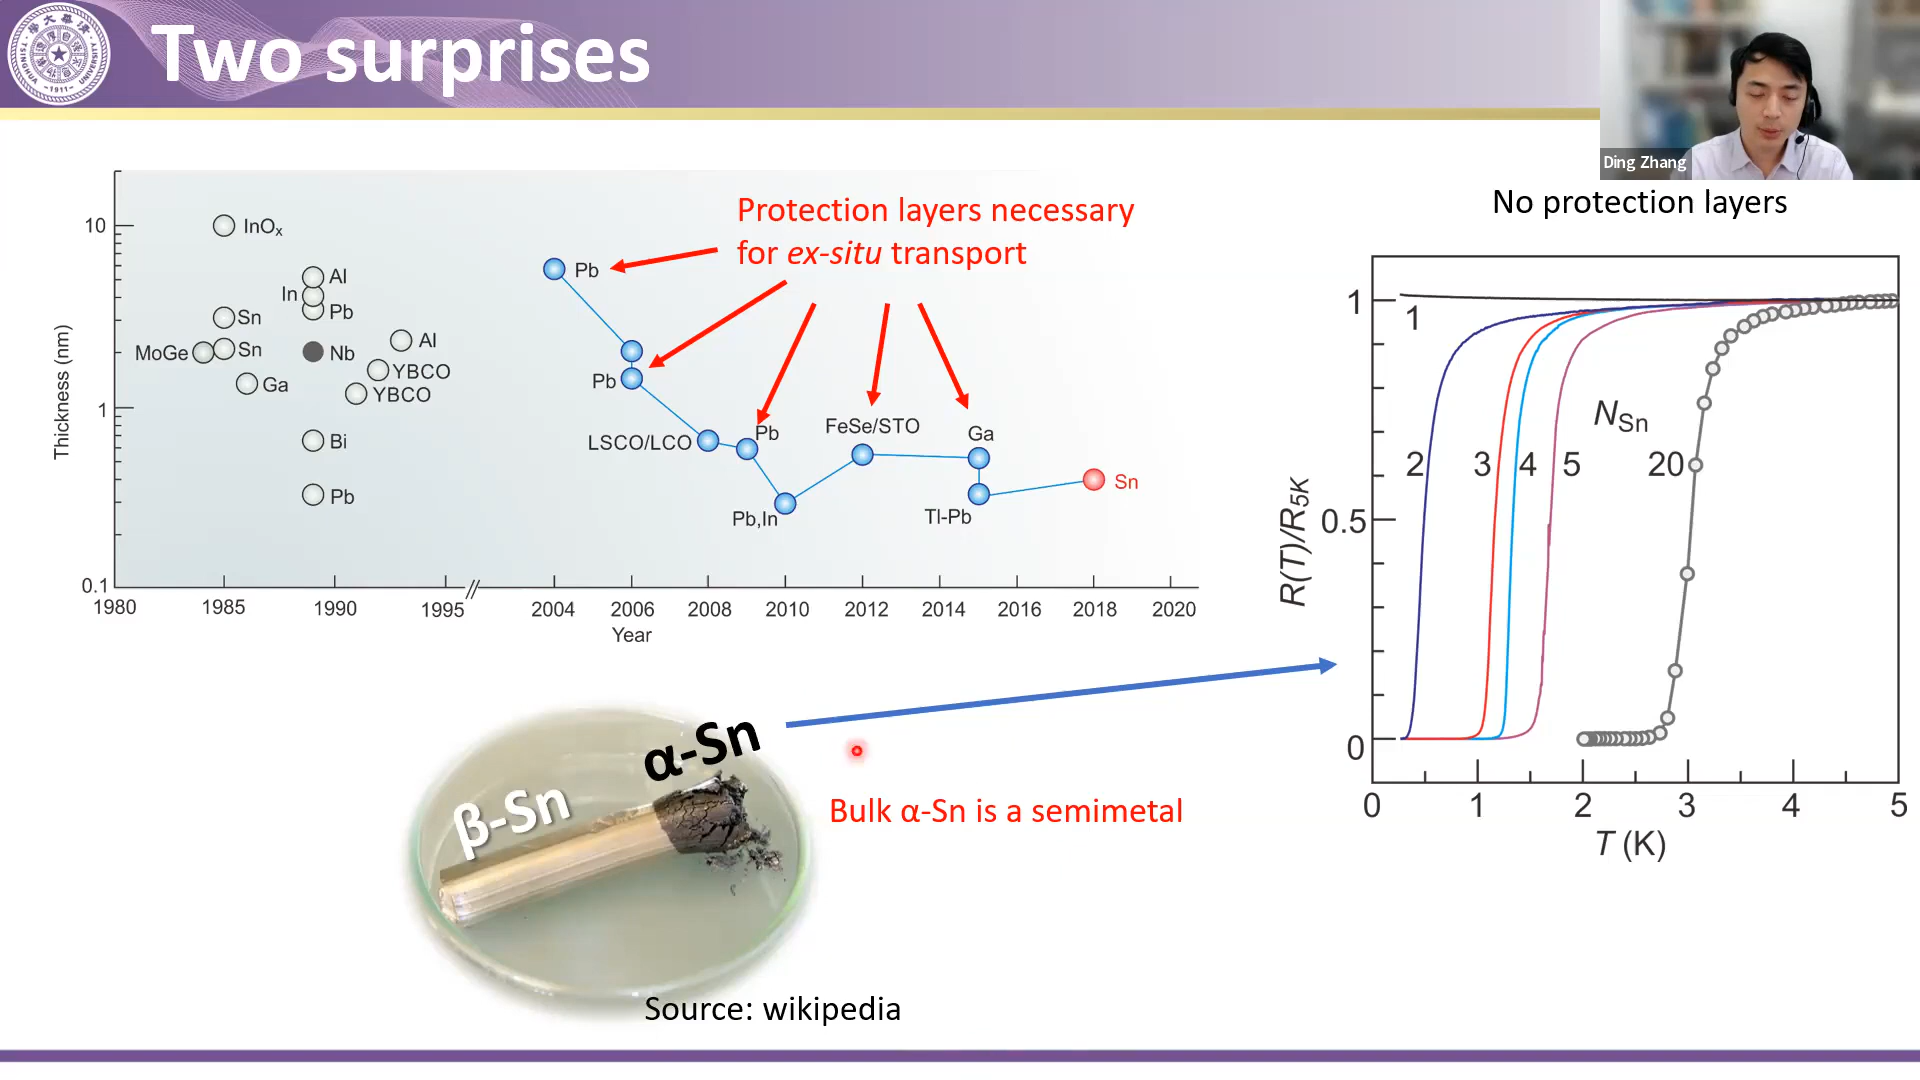 Two surprises
TSINGHUA UNIVERSITY
-1911-
Ding Zhang
No protection layers
Protection layers necessary
for ex-situ transport
Thickness (nm)
10
1
0.1
InOx
Al
In
Pb
Sn
Sn
MoGe
Nb
Al
YBCO
YBCO
Ga
Bi
Pb
Pb
Pb
LSCO/LCO
Pb
Pb,In
FeSe/STO
Ga
Tl-Pb
Sn
1980 1985 1990 1995 2004 2006 2008 2010 2012 2014 2016 2018 2020
Year
R(T)/R5K
1
0.5
0
1
2
3
4
5
20
NSn
0 1 2 3 4 5
T (K)
α-Sn
β-Sn
Bulk α-Sn is a semimetal
Source: wikipedia